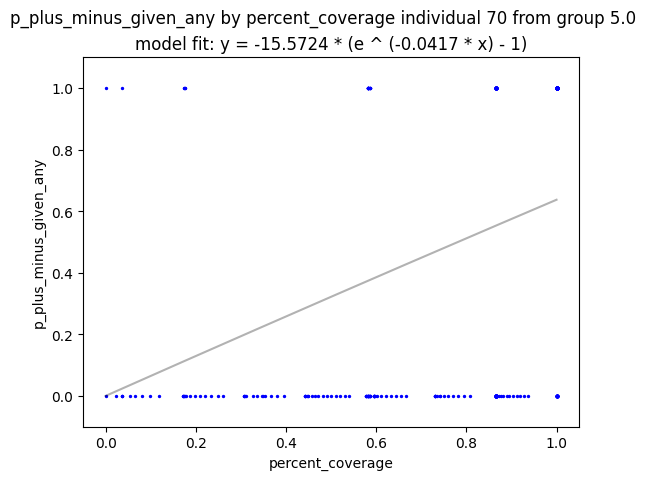 p_plus_minus_given_any by percent_coverage individual 70 from group 5.0
model fit: y = -15.5724 * (e ^ (-0.0417 * x) - 1)
1.0
0.8
0.6
0.4
0.2
0.0
p_plus_minus_given_any
0.0 0.2 0.4 0.6 0.8 1.0
percent_coverage